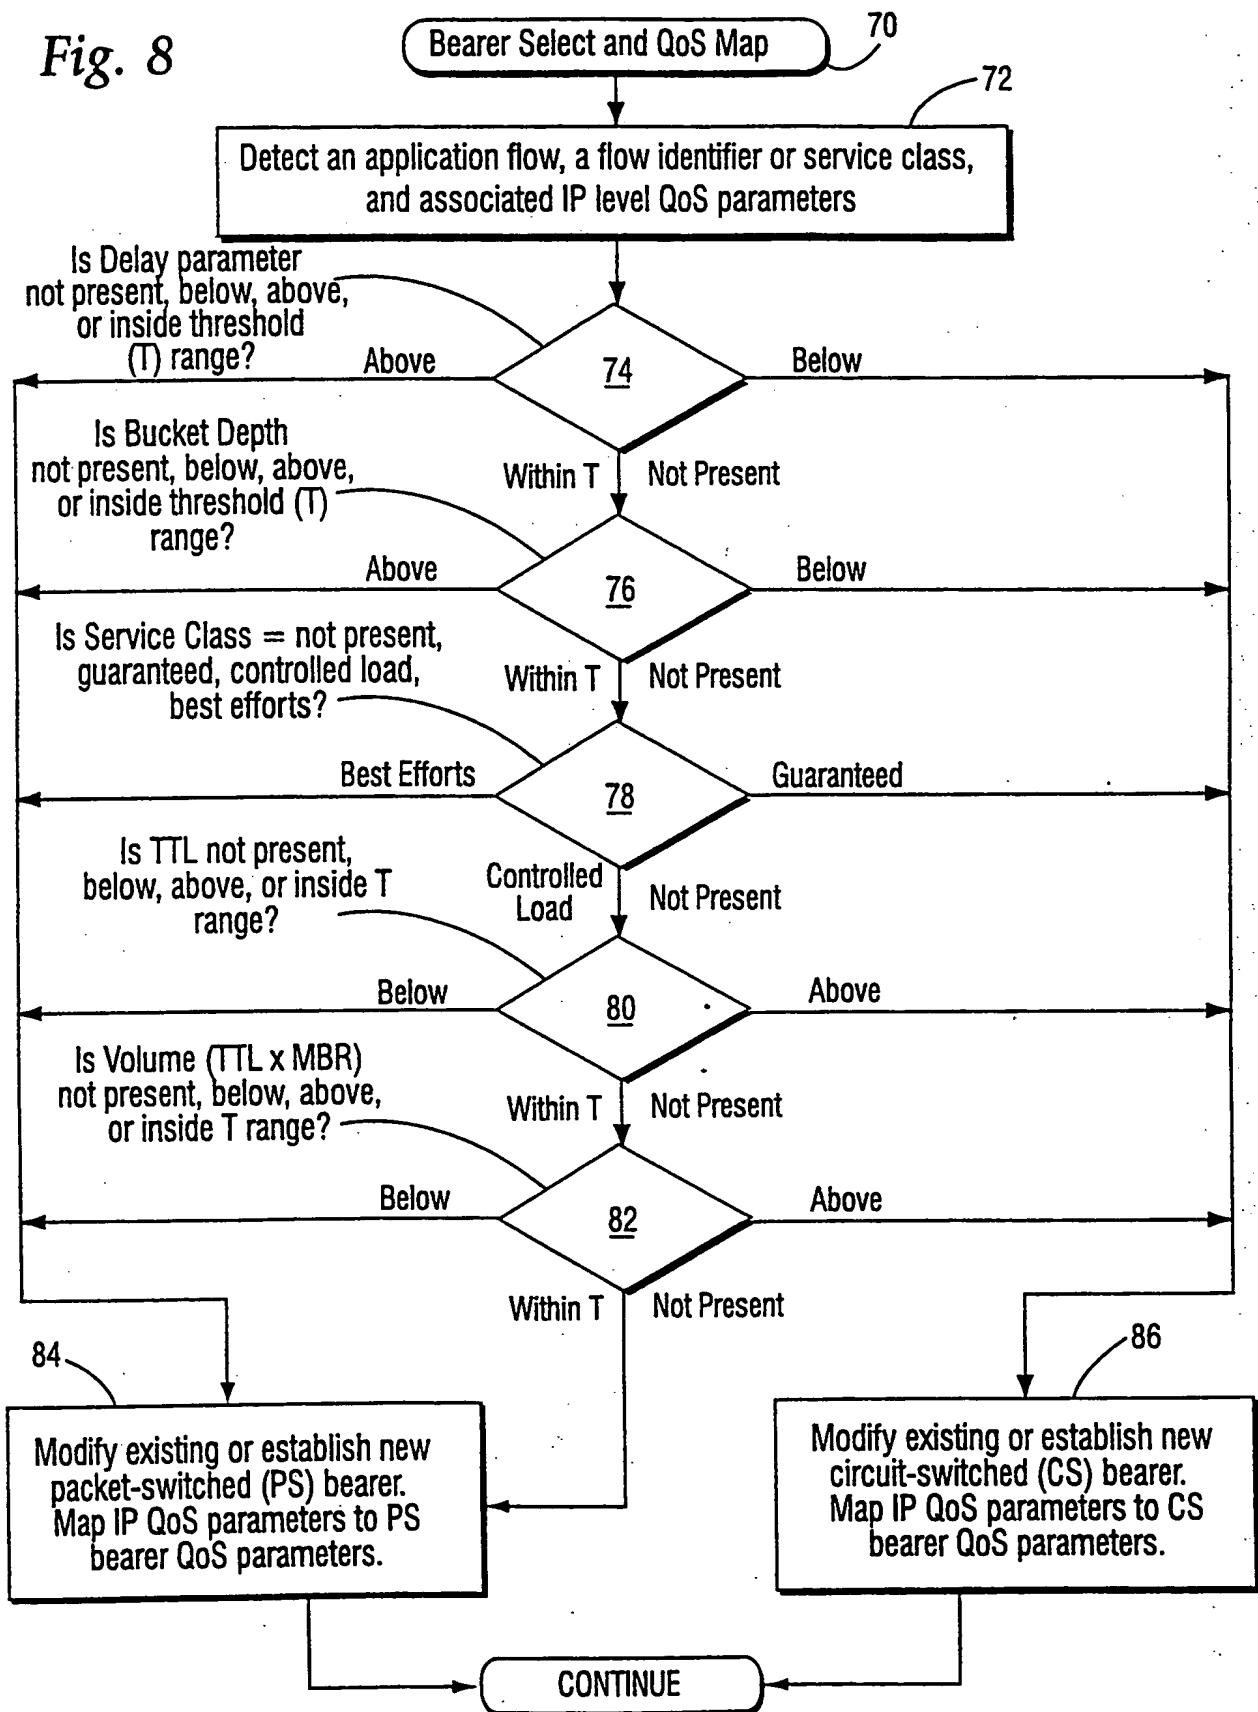 Fig. 8
Bearer Select and QoS Map
70
72
Detect an application flow, a flow identifier or service class,
and associated IP level QoS parameters
Is Delay parameter
not present, below, above,
or inside threshold
(T) range?
Above
74
Below
Within T
Not Present
Is Bucket Depth
not present, below, above,
or inside threshold (T)
range?
Above
76
Below
Within T
Not Present
Is Service Class = not present,
guaranteed, controlled load,
best efforts?
Best Efforts
78
Guaranteed
Controlled
Load
Not Present
Is TTL not present,
below, above, or inside T
range?
Below
80
Above
Within T
Not Present
Is Volume (TTL x MBR)
not present, below, above,
or inside T range?
Below
82
Above
Within T
Not Present
84
Modify existing or establish new
packet-switched (PS) bearer.
Map IP QoS parameters to PS
bearer QoS parameters.
86
Modify existing or establish new
circuit-switched (CS) bearer.
Map IP QoS parameters to CS
bearer QoS parameters.
CONTINUE